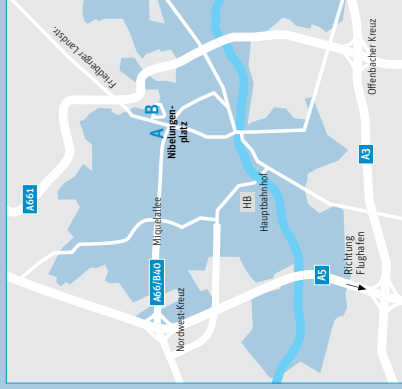 A661
Friedberger Landstr.
A B
Nibelungen-
platz
Miquelallee
A66/B40
Nordwest-Kreuz
HB
Hauptbahnhof
A5
Richtung
Flughafen
A3
Offenbacher Kreuz